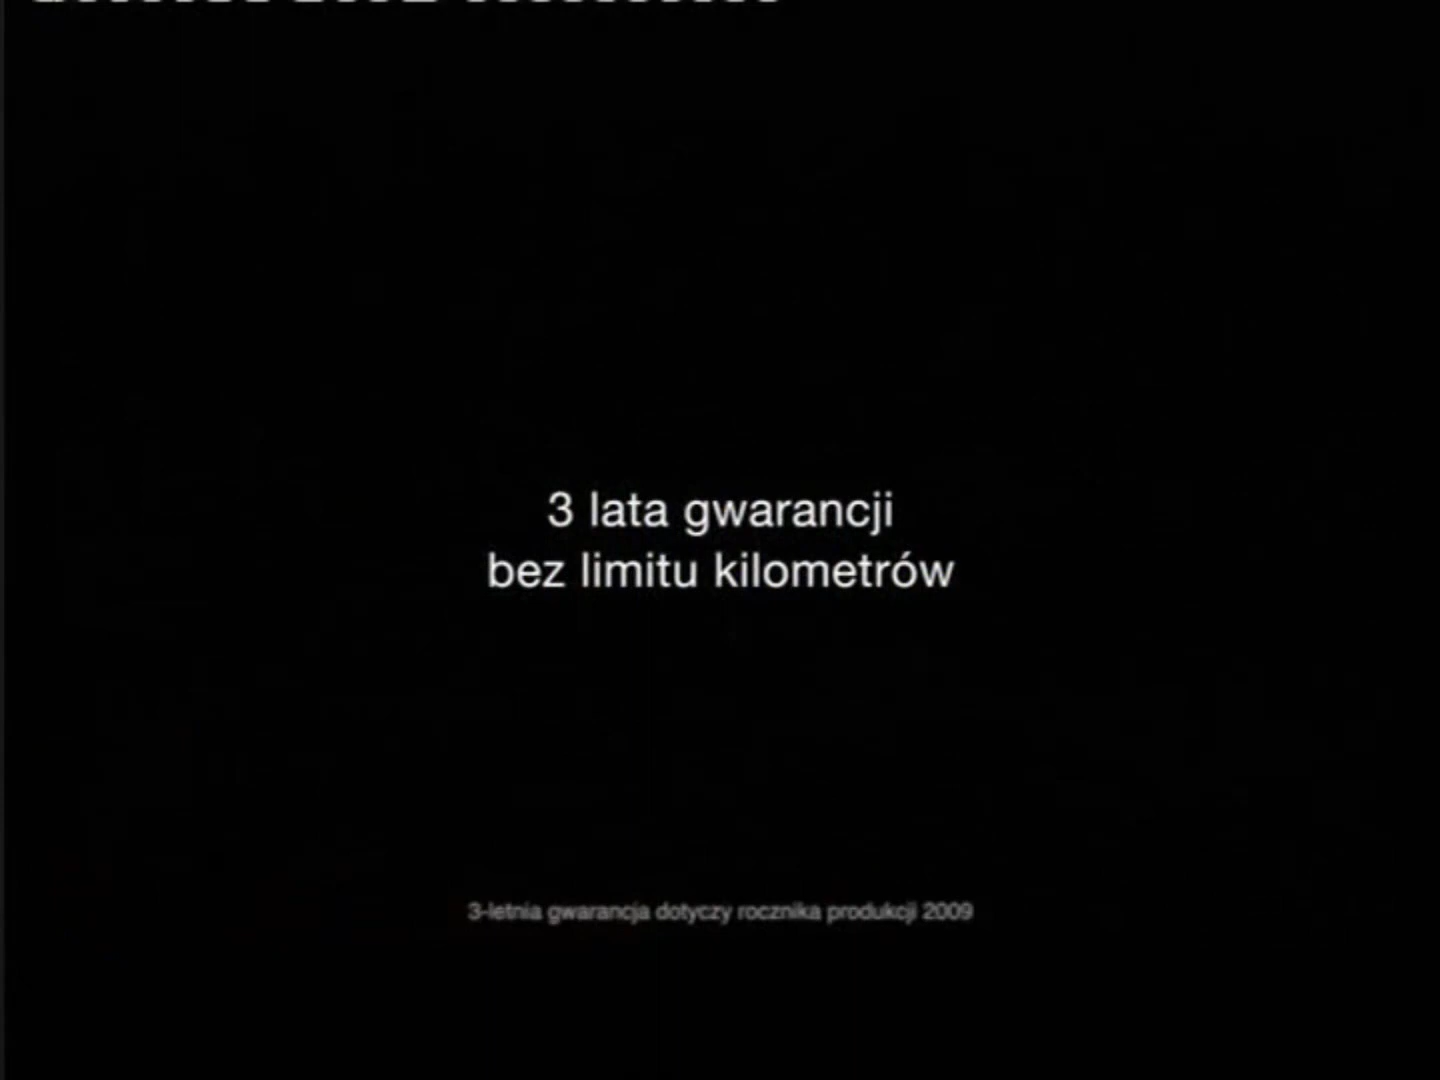 3 lata gwarancji
bez limitu kilometrów
3-letnia gwarancja dotyczy rocznika produkcji 2009